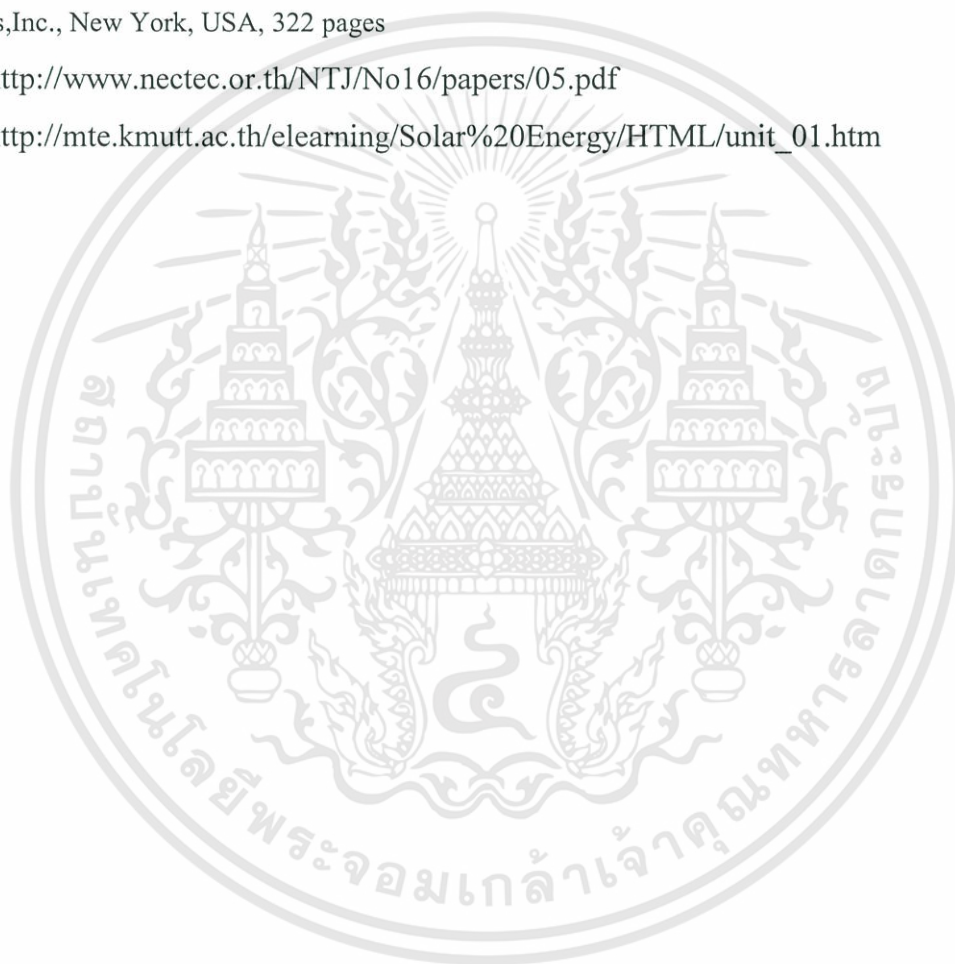 s,Inc., New York, USA, 322 pages
ttp://www.nectec.or.th/NTJ/No16/papers/05.pdf
ttp://mte.kmutt.ac.th/elearning/Solar%20Energy/HTML/unit_01.htm
สถาบันเทคโนโลยีพระจอมเกล้าเจ้าคุณทหารลาดกระบัง